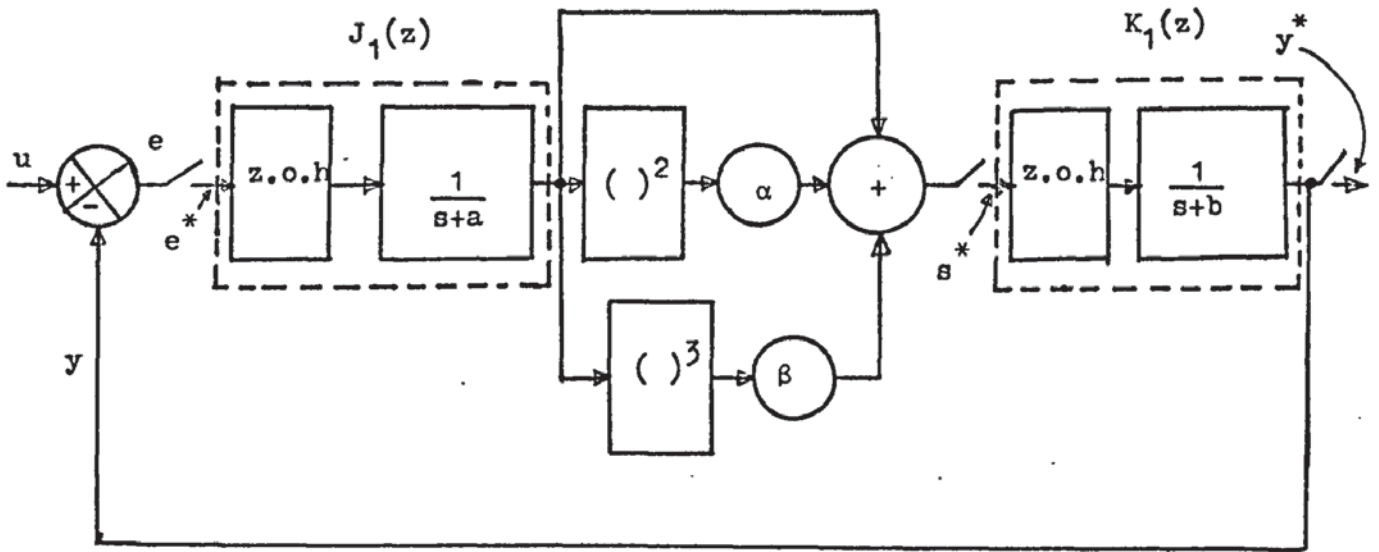 J₁(z)
K₁(z)
y*
u
+
-
e
e*
z.o.h
1
s+a
( )²
α
+
s*
z.o.h
1
s+b
( )³
β
y